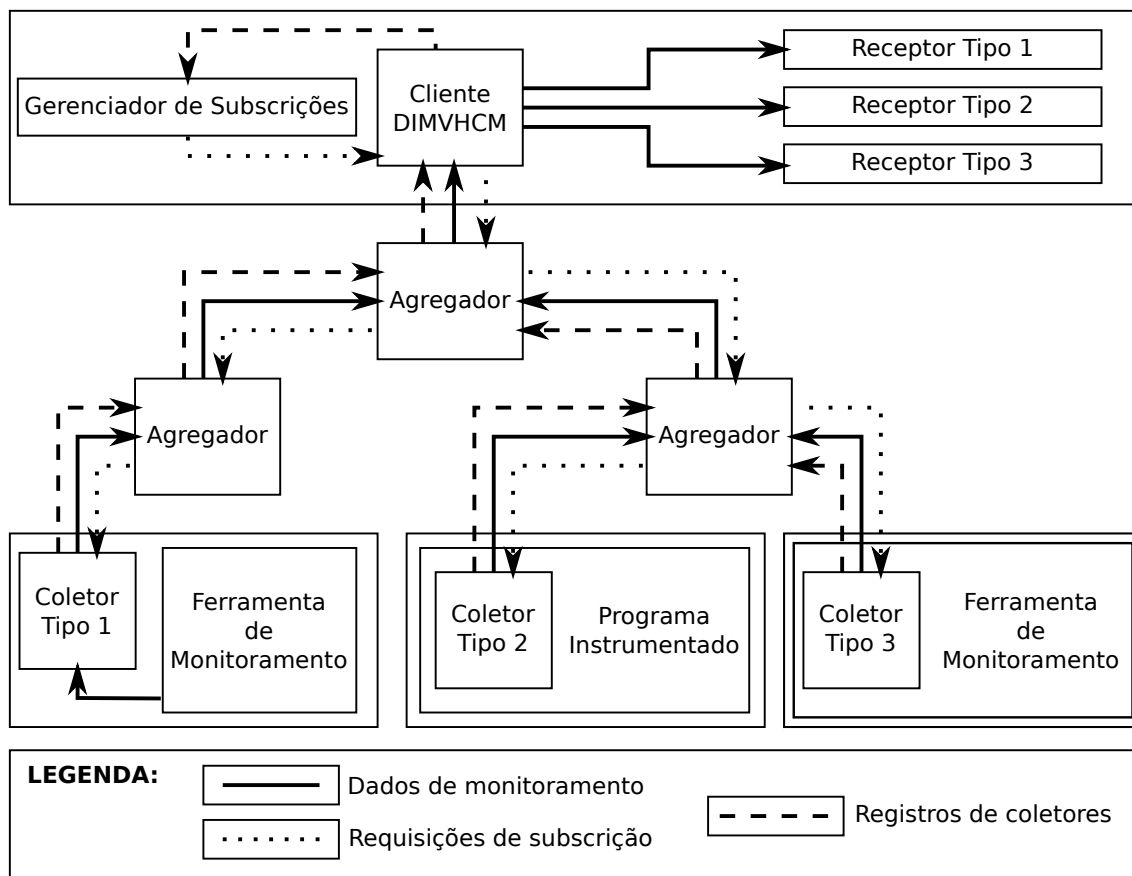 Receptor Tipo 1
Gerenciador de Subscrições
Cliente
DIMVHCM
Receptor Tipo 2
Receptor Tipo 3
Agregador
Agregador
Agregador
Coletor
Tipo 1
Ferramenta
de
Monitoramento
Coletor
Tipo 2
Programa
Instrumentado
Coletor
Tipo 3
Ferramenta
de
Monitoramento
LEGENDA:
Dados de monitoramento
Requisições de subscrição
Registros de coletores